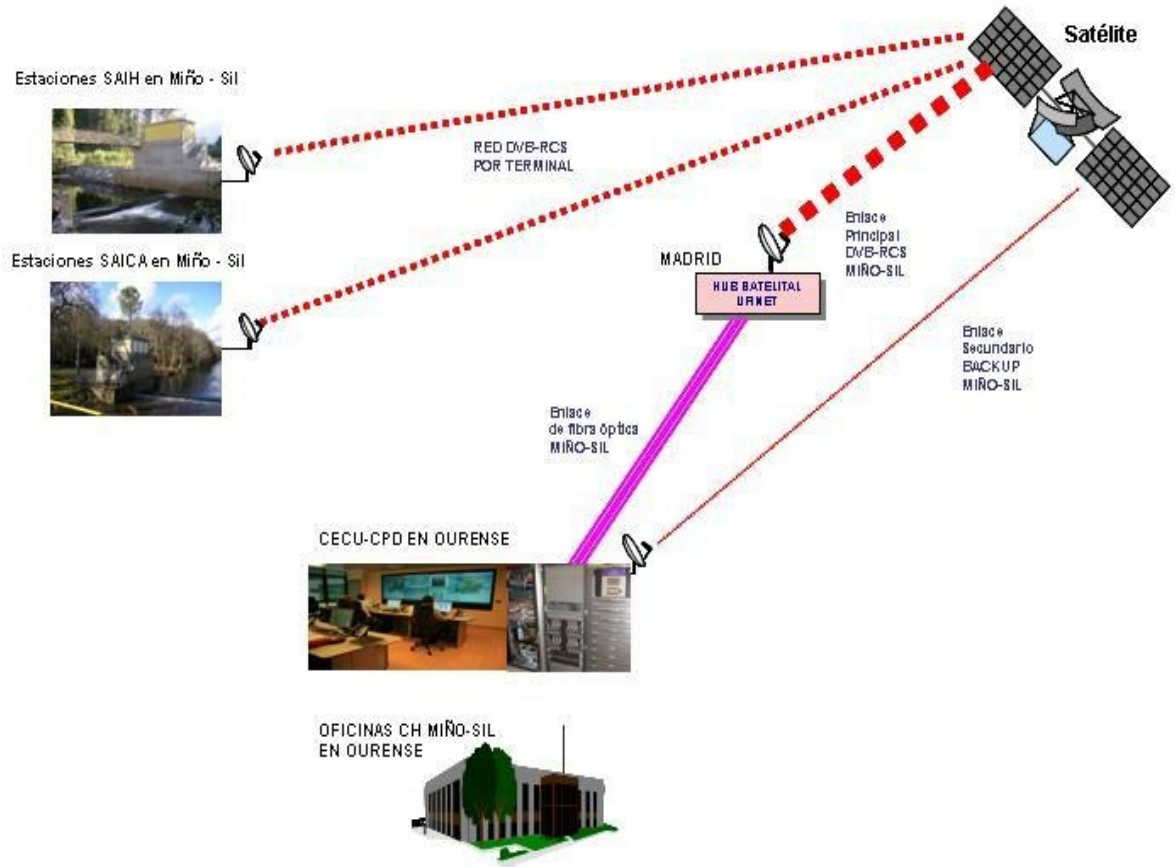 Satélite
Estaciones SAIH en Miño - Sil
RED DVB-RCS
POR TERMINAL
Estaciones SAICA en Miño - Sil
MADRID
Enlace
Principal
DVB-RCS
MIÑO-SIL
HUB SATELITAL
Enlace
Secundario
BACKUP
MIÑO-SIL
Enlace
de fibra óptica
MIÑO-SIL
CECU-CPD EN OURENSE
OFICINAS CH MIÑO-SIL
EN OURENSE